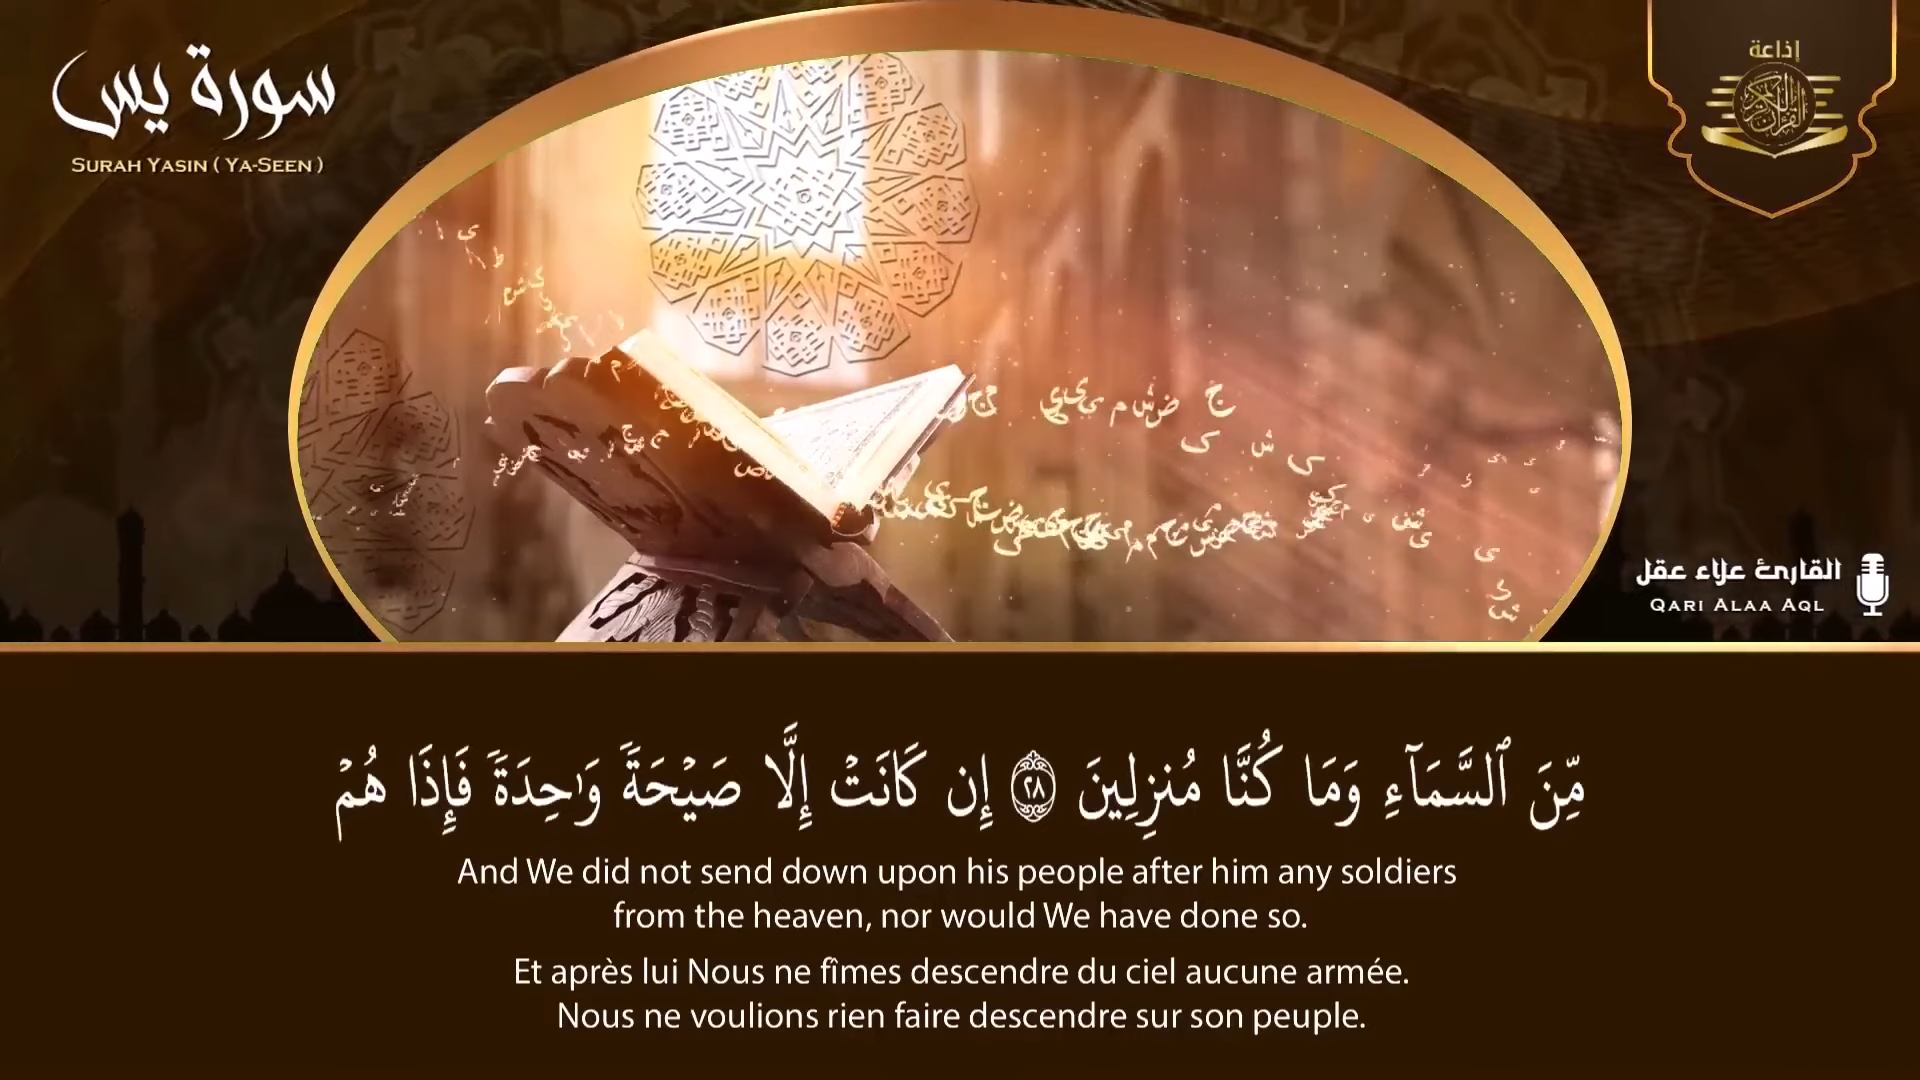 سورة يس
SURAH YASIN ( YA-SEEN )
إذاعة
القرآن الكريم
القارئ علاء عقل
QARI ALAA AQL
مِّنَ ٱلسَّمَآءِ وَمَا كُنَّا مُنزِلِينَ ٢٨ إِن كَانَتْ إِلَّا صَيْحَةً وَٰحِدَةً فَإِذَا هُمْ
And We did not send down upon his people after him any soldiers
from the heaven, nor would We have done so.
Et après lui Nous ne fîmes descendre du ciel aucune armée.
Nous ne voulions rien faire descendre sur son peuple.